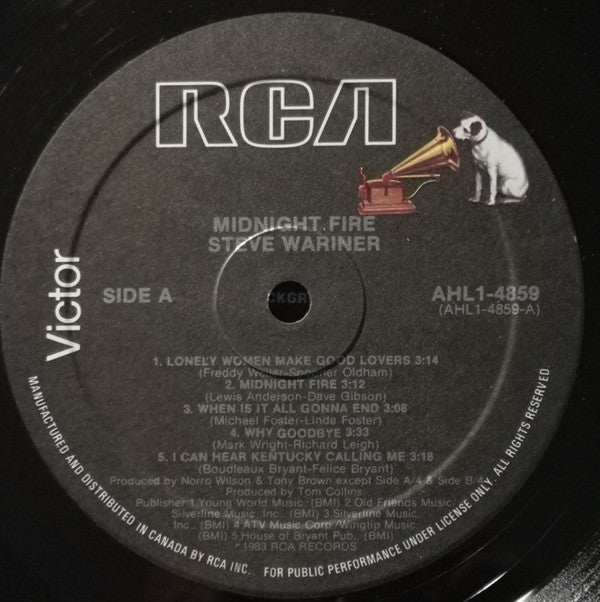 RCA
Victor
MIDNIGHT FIRE
STEVE WARINER
SIDE A
AHL1-4859
(AHL1-4859-A)
1. LONELY WOMEN MAKE GOOD LOVERS 3:14
(Freddy Weller-Spooner Oldham)
2. MIDNIGHT FIRE 3:12
(Lewis Anderson-Dave Gibson)
3. WHEN IS IT ALL GONNA END 3:08
(Michael Foster-Linda Foster)
4. WHY GOODBYE 3:33
(Mark Wright-Richard Leigh)
5. I CAN HEAR KENTUCKY CALLING ME 3:18
(Boudleaux Bryant-Felice Bryant)
Produced by Norro Wilson & Tony Brown except Side A/4 & Side B/4
Produced by Tom Collins
Publisher 1.Young World Music (BMI) 2 Old Friends Music/
Silverline Music Inc. (BMI) 3.Silverline Music
Inc. (BMI) 4 ATV Music Corp/Wingtip Music.
(BMI) 5 House of Bryant Pub. (BMI)
℗1983 RCA RECORDS
MANUFACTURED AND DISTRIBUTED IN CANADA BY RCA INC. FOR PUBLIC PERFORMANCE UNDER LICENSE ONLY. ALL RIGHTS RESERVED.